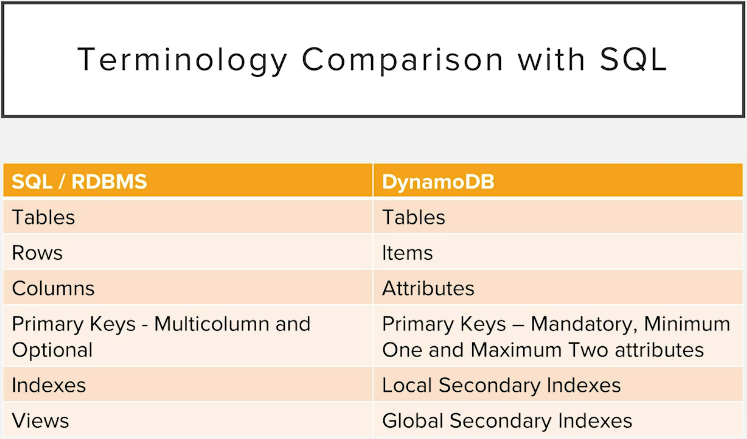 Terminology Comparison with SQL
SQL / RDBMS
DynamoDB
Tables
Tables
Rows
Items
Columns
Attributes
Primary Keys - Multicolumn and
Optional
Primary Keys – Mandatory, Minimum
One and Maximum Two attributes
Indexes
Local Secondary Indexes
Views
Global Secondary Indexes